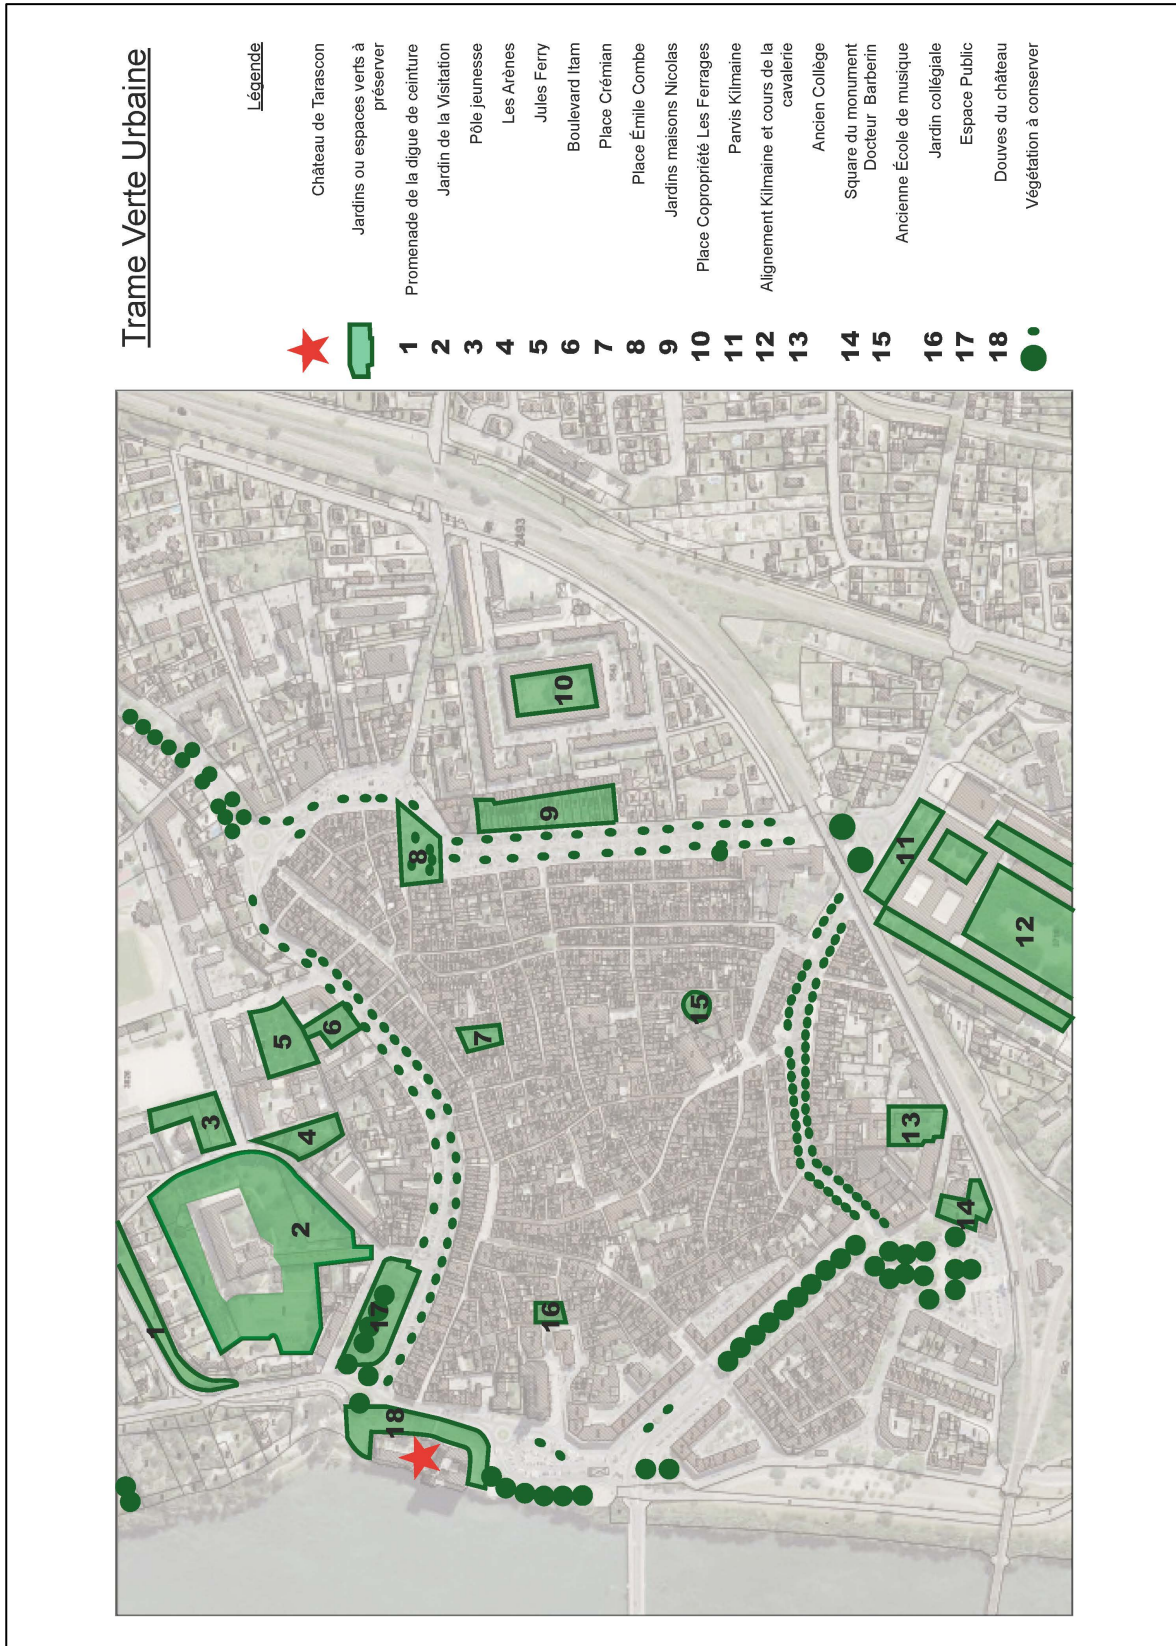 Trame Verte Urbaine
Légende
Château de Tarascon
Jardins ou espaces verts à
préserver
1 Promenade de la digue de ceinture
2 Jardin de la Visitation
3 Pôle jeunesse
4 Les Arènes
5 Jules Ferry
6 Boulevard Itam
7 Place Crémian
8 Place Émile Combe
9 Jardins maisons Nicolas
10 Place Copropriété Les Ferrages
11 Parvis Kilmaine
12 Alignement Kilmaine et cours de la
cavalerie
13 Ancien Collège
14 Square du monument
15 Docteur Barberin
Ancienne École de musique
16 Jardin collégiale
17 Espace Public
18 Douves du château
Végétation à conserver
1
2
3
4
5
6
7
8
9
10
11
12
13
14
15
16
17
18
2493